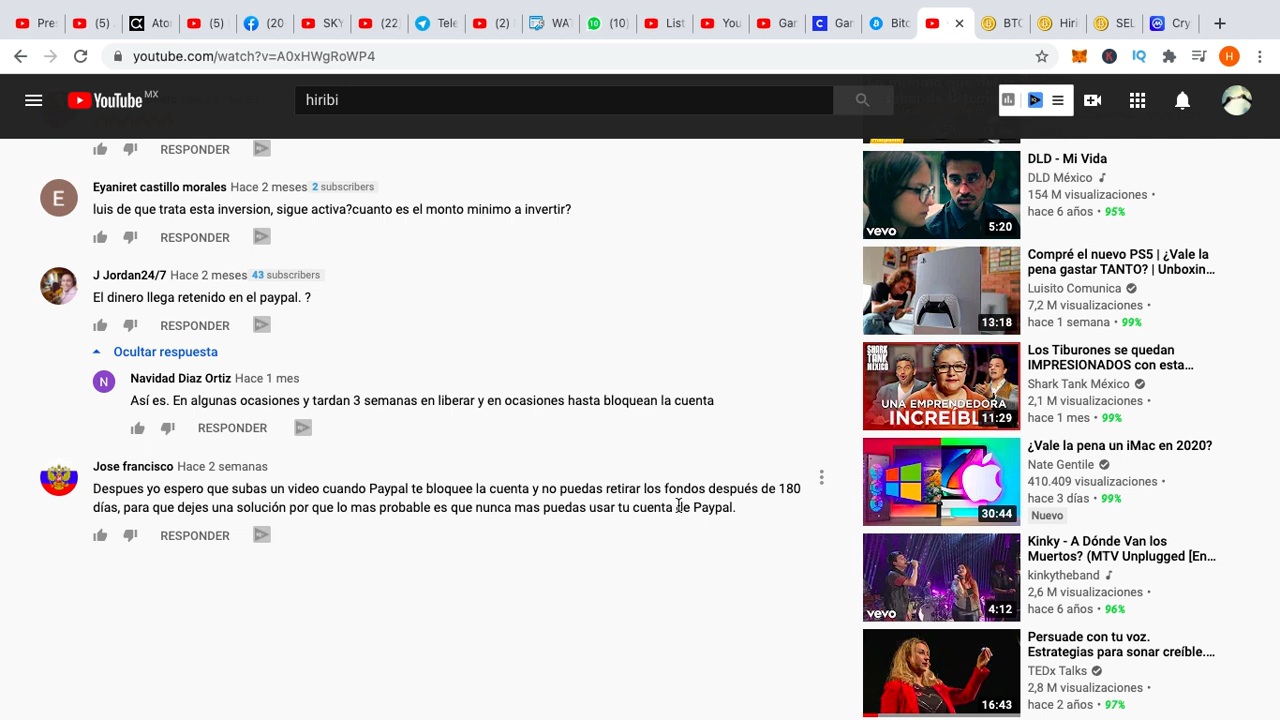 Pre
(5)
Ato
(5)
(20
SKY
(22
Tele
(2)
WA
(10)
List
You
Gar
Gar
Bitc
BTC
Hiri
SEL
Cry
youtube.com/watch?v=A0xHWgRoWP4
YouTube MX
hiribi
RESPONDER
Eyaniret castillo morales Hace 2 meses 2 subscribers
luis de que trata esta inversion, sigue activa?cuanto es el monto minimo a invertir?
RESPONDER
J Jordan24/7 Hace 2 meses 43 subscribers
El dinero llega retenido en el paypal. ?
RESPONDER
Ocultar respuesta
Navidad Diaz Ortiz Hace 1 mes
Así es. En algunas ocasiones y tardan 3 semanas en liberar y en ocasiones hasta bloquean la cuenta
RESPONDER
Jose francisco Hace 2 semanas
Despues yo espero que subas un video cuando Paypal te bloquee la cuenta y no puedas retirar los fondos después de 180
días, para que dejes una solución por que lo mas probable es que nunca mas puedas usar tu cuenta de Paypal.
RESPONDER
DLD - Mi Vida
DLD México
154 M visualizaciones •
hace 6 años • 95%
vevo
5:20
Compré el nuevo PS5 | ¿Vale la
pena gastar TANTO? | Unboxin...
Luisito Comunica
7,2 M visualizaciones •
hace 1 semana • 99%
13:18
Los Tiburones se quedan
IMPRESIONADOS con esta...
Shark Tank México
2,1 M visualizaciones •
hace 1 mes • 99%
SHARK
TANK
MÉXICO
UNA EMPRENDEDORA
INCREÍBL
11:29
¿Vale la pena un iMac en 2020?
Nate Gentile
410.409 visualizaciones •
hace 3 días • 99%
Nuevo
30:44
Kinky - A Dónde Van los
Muertos? (MTV Unplugged [En...
kinkytheband
2,6 M visualizaciones •
hace 6 años • 96%
vevo
4:12
Persuade con tu voz.
Estrategias para sonar creíble....
TEDx Talks
2,8 M visualizaciones •
hace 2 años • 97%
16:43